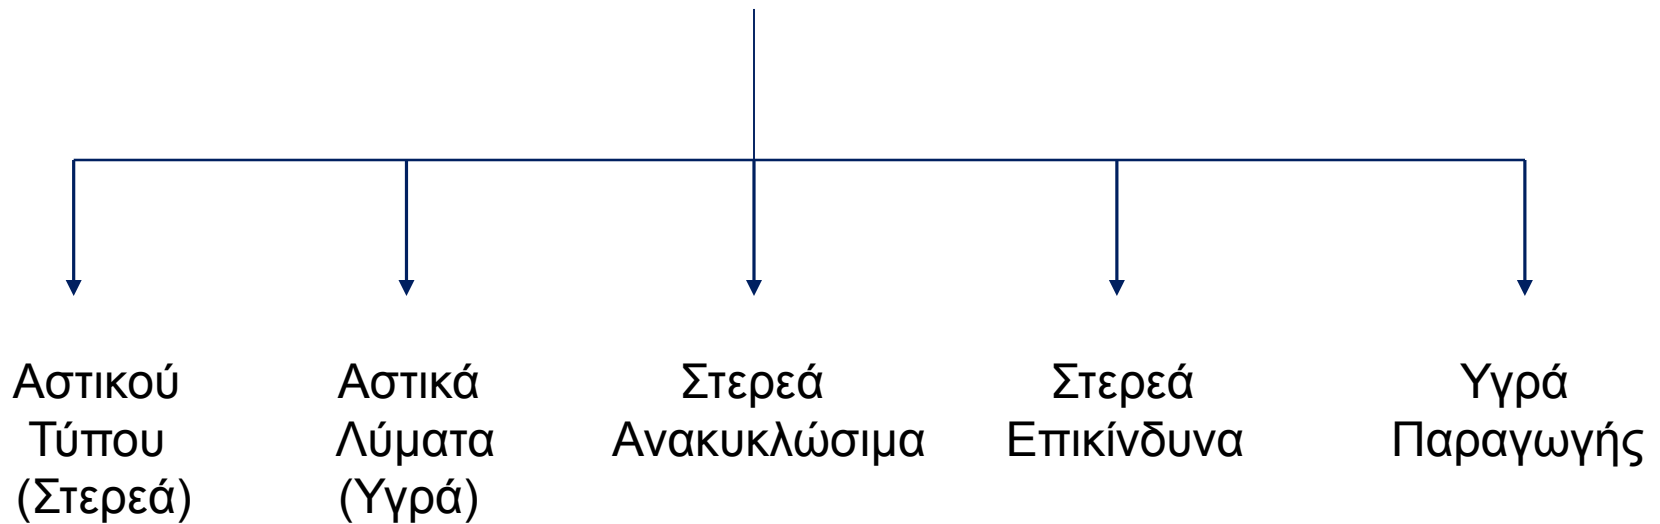 Αστικού
Τύπου
(Στερεά)
Αστικά
Λύματα
(Υγρά)
Στερεά
Ανακυκλώσιμα
Στερεά
Επικίνδυνα
Υγρά
Παραγωγής